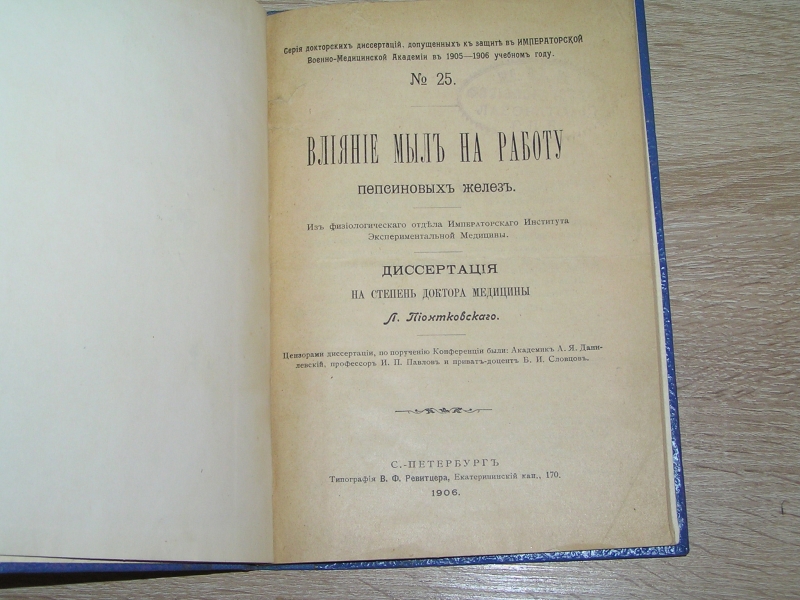 Серія докторскихъ диссертацій, допущенныхъ къ защитѣ въ ИМПЕРАТОРСКОЙ
Военно-Медицинской Академіи въ 1905—1906 учебномъ году.
№ 25.
ВЛІЯНІЕ МЫЛЪ НА РАБОТУ
ПЕПСИНОВЫХЪ ЖЕЛЕЗЪ.
Изъ физіологическаго отдѣла Императорскаго Института
Экспериментальной Медицины.
ДИССЕРТАЦІЯ
НА СТЕПЕНЬ ДОКТОРА МЕДИЦИНЫ
Л. Піонтковскаго.
Цензорами диссертаціи, по порученію Конференціи были: Академикъ А. Я. Дани-
левскій, профессоръ И. П. Павловъ и приватъ-доцентъ Б. И. Словцовъ.
С.-ПЕТЕРБУРГЪ
Типографія В. Ф. Ревитцера, Екатерининскій кан., 170.
1906.